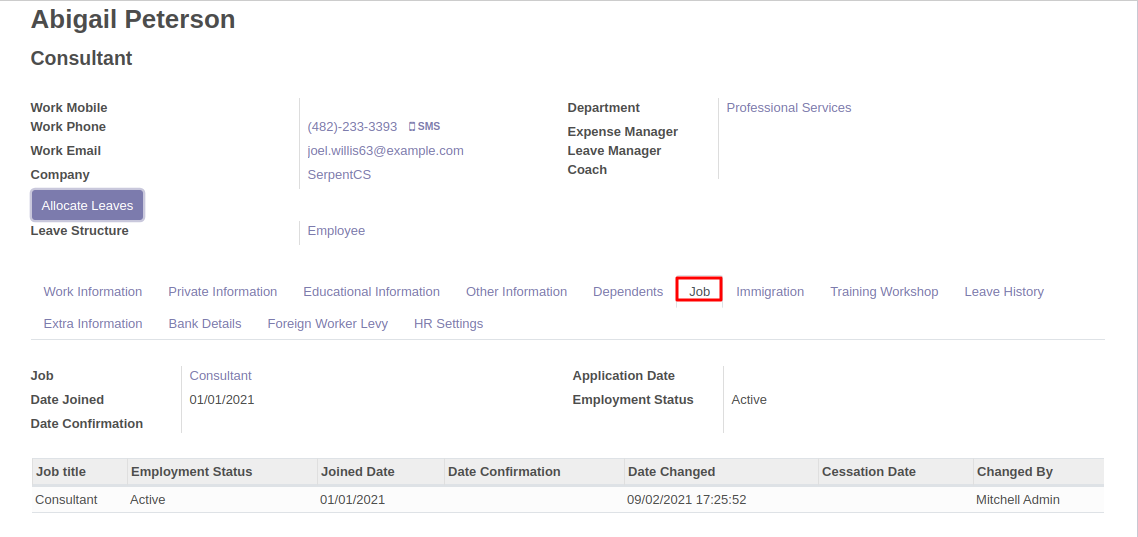 Abigail Peterson
Consultant
Work Mobile
Work Phone (482)-233-3393 SMS
Work Email joel.willis63@example.com
Company SerpentCS
Department Professional Services
Expense Manager
Leave Manager
Coach
Allocate Leaves
Leave Structure Employee
Work Information Private Information Educational Information Other Information Dependents Job Immigration Training Workshop Leave History
Extra Information Bank Details Foreign Worker Levy HR Settings
Job Consultant
Date Joined 01/01/2021
Date Confirmation
Application Date
Employment Status Active
Job title Employment Status Joined Date Date Confirmation Date Changed Cessation Date Changed By
Consultant Active 01/01/2021 09/02/2021 17:25:52 Mitchell Admin